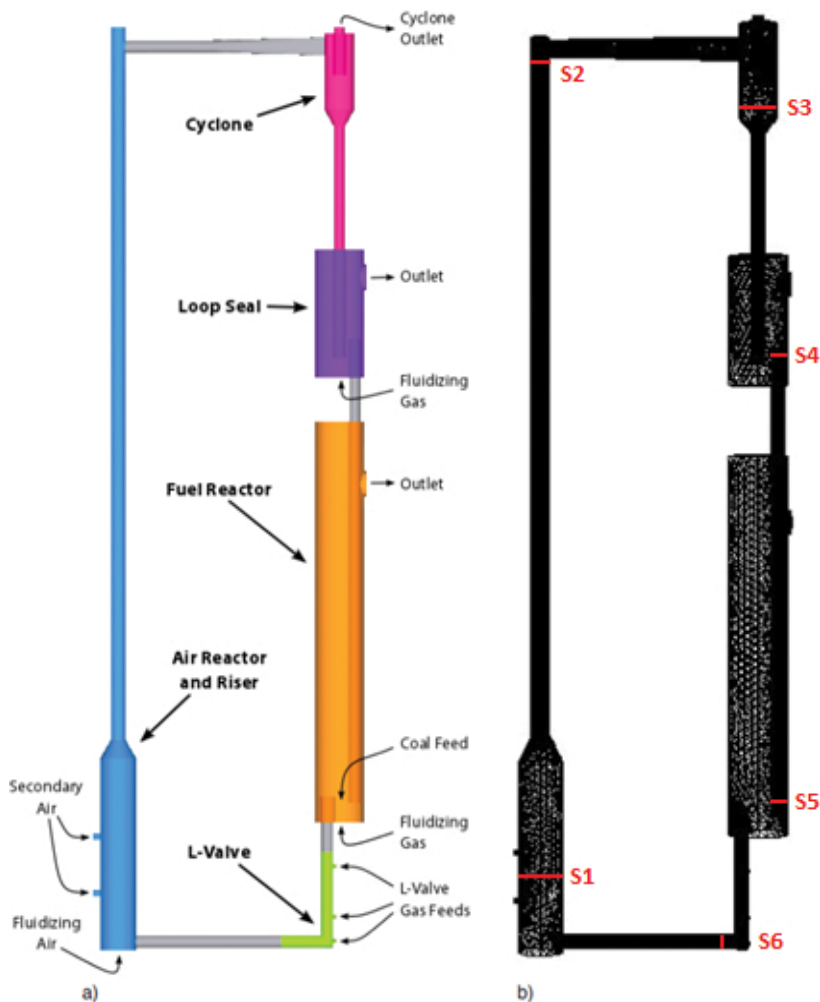 Cyclone
Outlet
Cyclone
Outlet
Loop Seal
Fluidizing
Gas
Fuel Reactor
Outlet
Air Reactor
and Riser
Coal Feed
Secondary
Air
Fluidizing
Gas
L-Valve
L-Valve
Gas Feeds
Fluidizing
Air
a)
S2
S3
S4
S5
S1
S6
b)